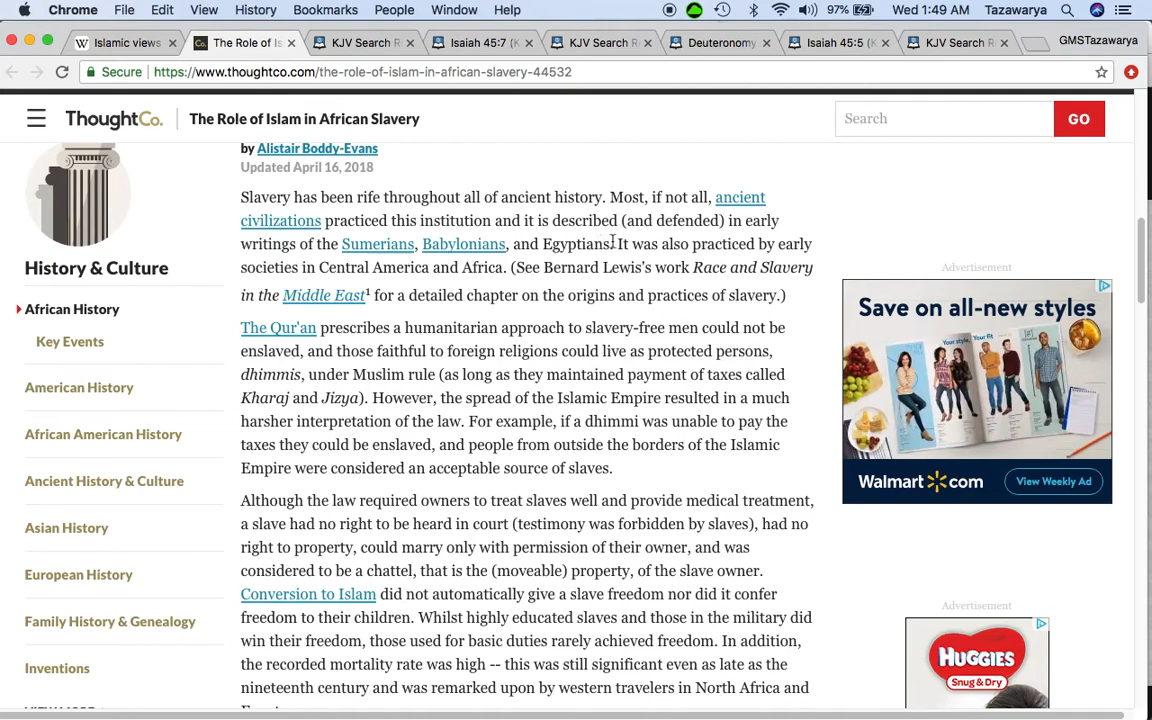 Chrome File Edit View History Bookmarks People Window Help 97% Wed 1:49 AM Tazawarya
Islamic views The Role of Is KJV Search R Isaiah 45:7 (K KJV Search R Deuteronomy Isaiah 45:5 (K KJV Search R GMSTazawarya
Secure https://www.thoughtco.com/the-role-of-islam-in-african-slavery-44532
ThoughtCo. The Role of Islam in African Slavery Search GO
by Alistair Boddy-Evans
Updated April 16, 2018
Slavery has been rife throughout all of ancient history. Most, if not all, ancient
civilizations practiced this institution and it is described (and defended) in early
writings of the Sumerians, Babylonians, and Egyptians. It was also practiced by early
societies in Central America and Africa. (See Bernard Lewis's work Race and Slavery
in the Middle East¹ for a detailed chapter on the origins and practices of slavery.)
The Qur'an prescribes a humanitarian approach to slavery-free men could not be
enslaved, and those faithful to foreign religions could live as protected persons,
dhimmis, under Muslim rule (as long as they maintained payment of taxes called
Kharaj and Jizya). However, the spread of the Islamic Empire resulted in a much
harsher interpretation of the law. For example, if a dhimmi was unable to pay the
taxes they could be enslaved, and people from outside the borders of the Islamic
Empire were considered an acceptable source of slaves.
Although the law required owners to treat slaves well and provide medical treatment,
a slave had no right to be heard in court (testimony was forbidden by slaves), had no
right to property, could marry only with permission of their owner, and was
considered to be a chattel, that is the (moveable) property, of the slave owner.
Conversion to Islam did not automatically give a slave freedom nor did it confer
freedom to their children. Whilst highly educated slaves and those in the military did
win their freedom, those used for basic duties rarely achieved freedom. In addition,
the recorded mortality rate was high -- this was still significant even as late as the
nineteenth century and was remarked upon by western travelers in North Africa and
History & Culture
African History
Key Events
American History
African American History
Ancient History & Culture
Asian History
European History
Family History & Genealogy
Inventions
Advertisement
Save on all-new styles
Walmart.com View Weekly Ad
Advertisement
HUGGIES
Snug & Dry